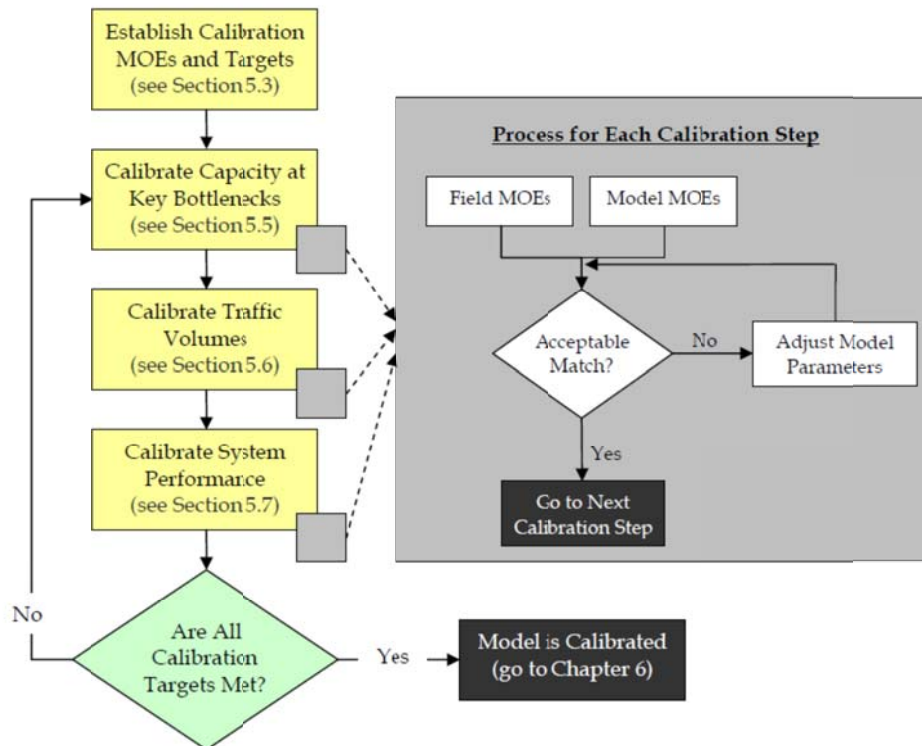 Establish Calibration
MOEs and Targets
(see Section 5.3)
Calibrate Capacity at
Key Bottlenecks
(see Section 5.5)
Calibrate Traffic
Volumes
(see Section 5.6)
Calibrate System
Performance
(see Section 5.7)
No
Are All
Calibration
Targets Met?
Yes
Model is Calibrated
(go to Chapter 6)
Process for Each Calibration Step
Field MOEs
Model MOEs
Acceptable
Match?
No
Adjust Model
Parameters
Yes
Go to Next
Calibration Step